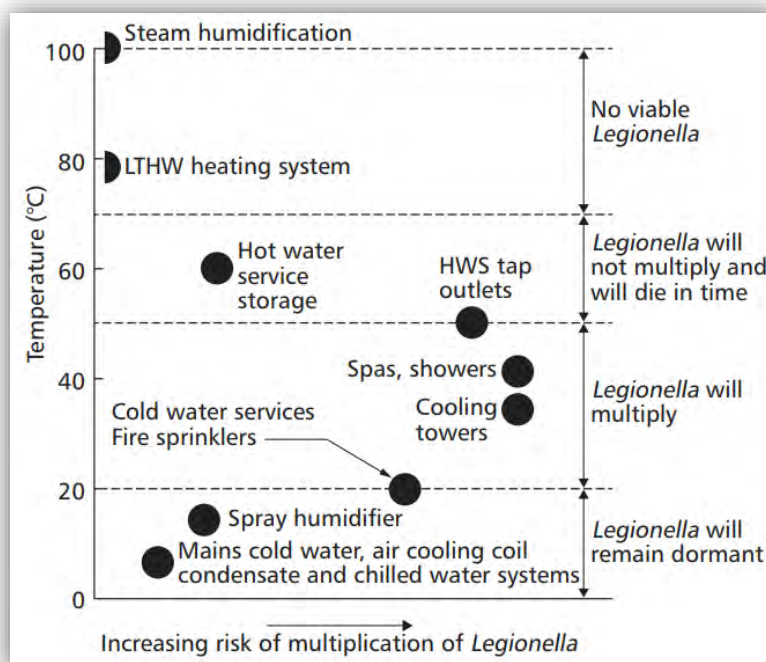 Steam humidification
100
No viable
Legionella
80
LTHW heating system
Legionella will
not multiply and
will die in time
Hot water
service
storage
HWS tap
outlets
60
Temperature (°C)
Spas, showers
40
Cooling
towers
Legionella will
multiply
Cold water services
Fire sprinklers
20
Spray humidifier
Legionella will
remain dormant
Mains cold water, air cooling coil
condensate and chilled water systems
0
Increasing risk of multiplication of Legionella